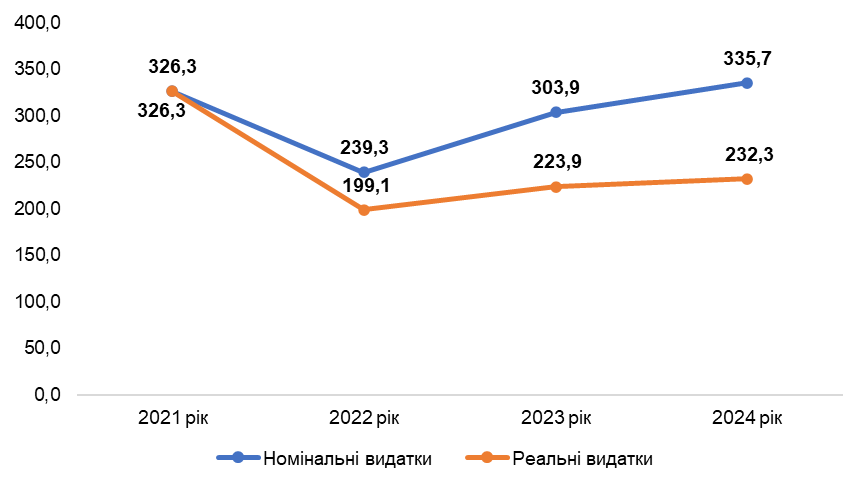 400,0
350,0
300,0
250,0
200,0
150,0
100,0
50,0
0,0
326,3
326,3
239,3
199,1
303,9
223,9
335,7
232,3
2021 рік
2022 рік
2023 рік
2024 рік
Номінальні видатки
Реальні видатки